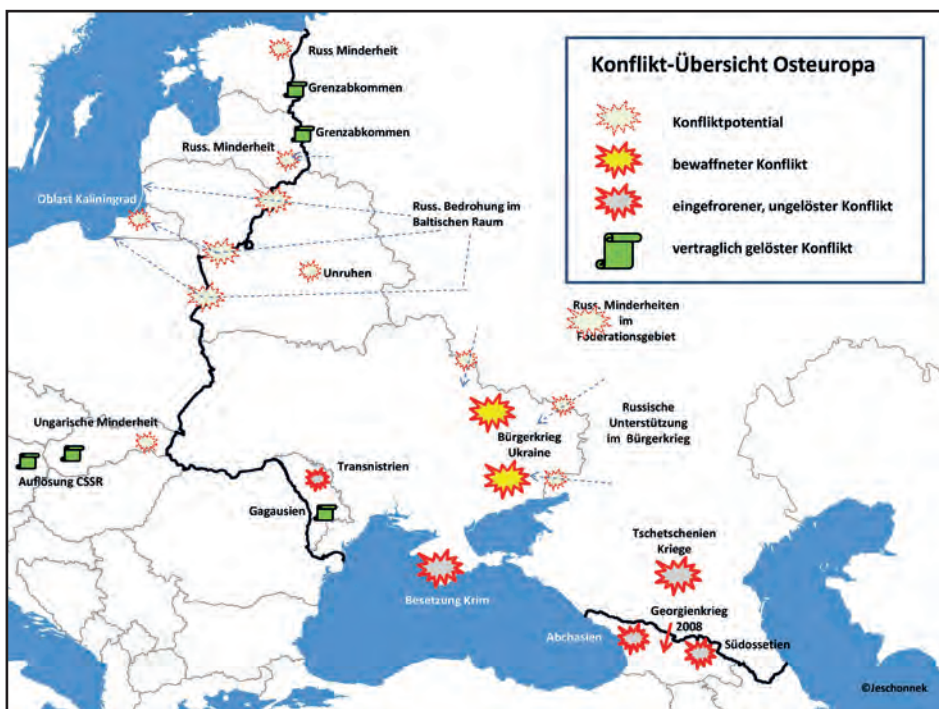 Russ Minderheit
Grenzabkommen
Grenzabkommen
Russ. Minderheit
Oblast Kaliningrad
Russ. Bedrohung im
Baltischen Raum
Unruhen
Konflikt-Übersicht Osteuropa
Konfliktpotential
bewaffneter Konflikt
eingefrorener, ungelöster Konflikt
vertraglich gelöster Konflikt
Russ. Minderheiten
im
Föderationsgebiet
Ungarische Minderheit
Auflösung CSSR
Transnistrien
Gagausien
Bürgerkrieg
Ukraine
Russische
Unterstützung
im Bürgerkrieg
Besetzung Krim
Tschetschenien
Kriege
Georgienkrieg
2008
Abchasien
Südossetien
©Jeschonnek